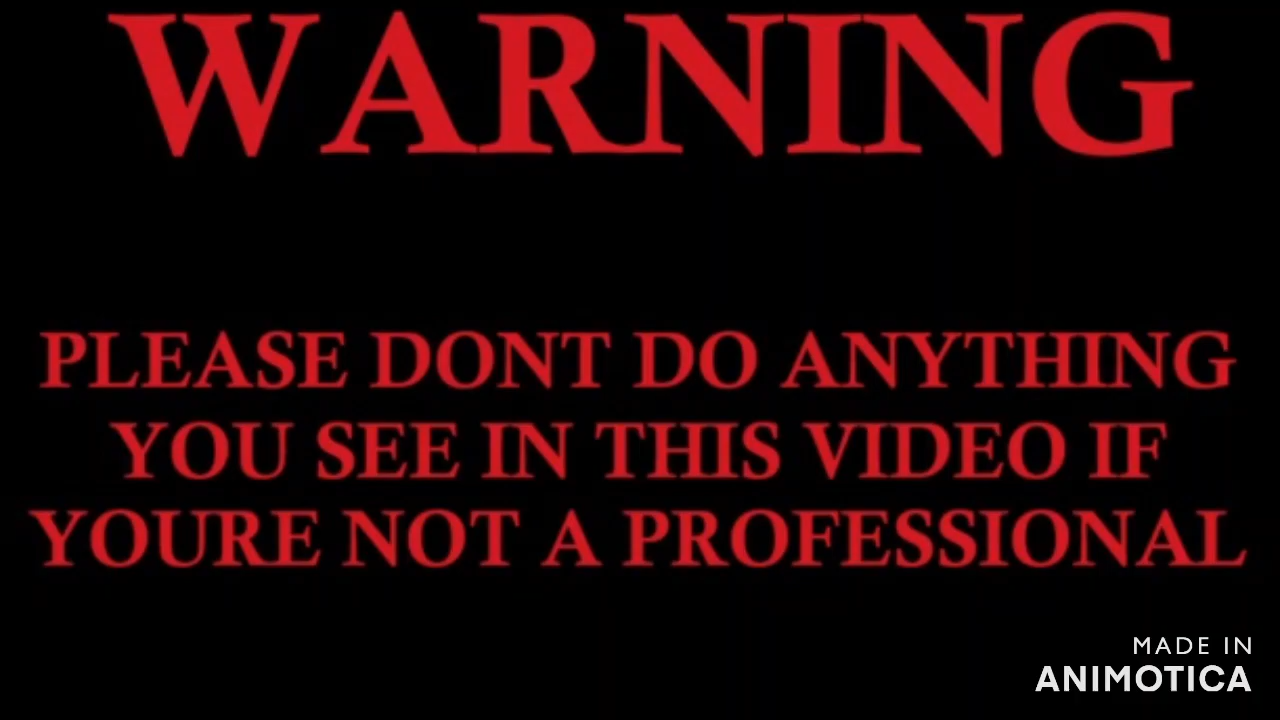 WARNING
PLEASE DONT DO ANYTHING
YOU SEE IN THIS VIDEO IF
YOURE NOT A PROFESSIONAL
MADE IN
ANIMOTICA